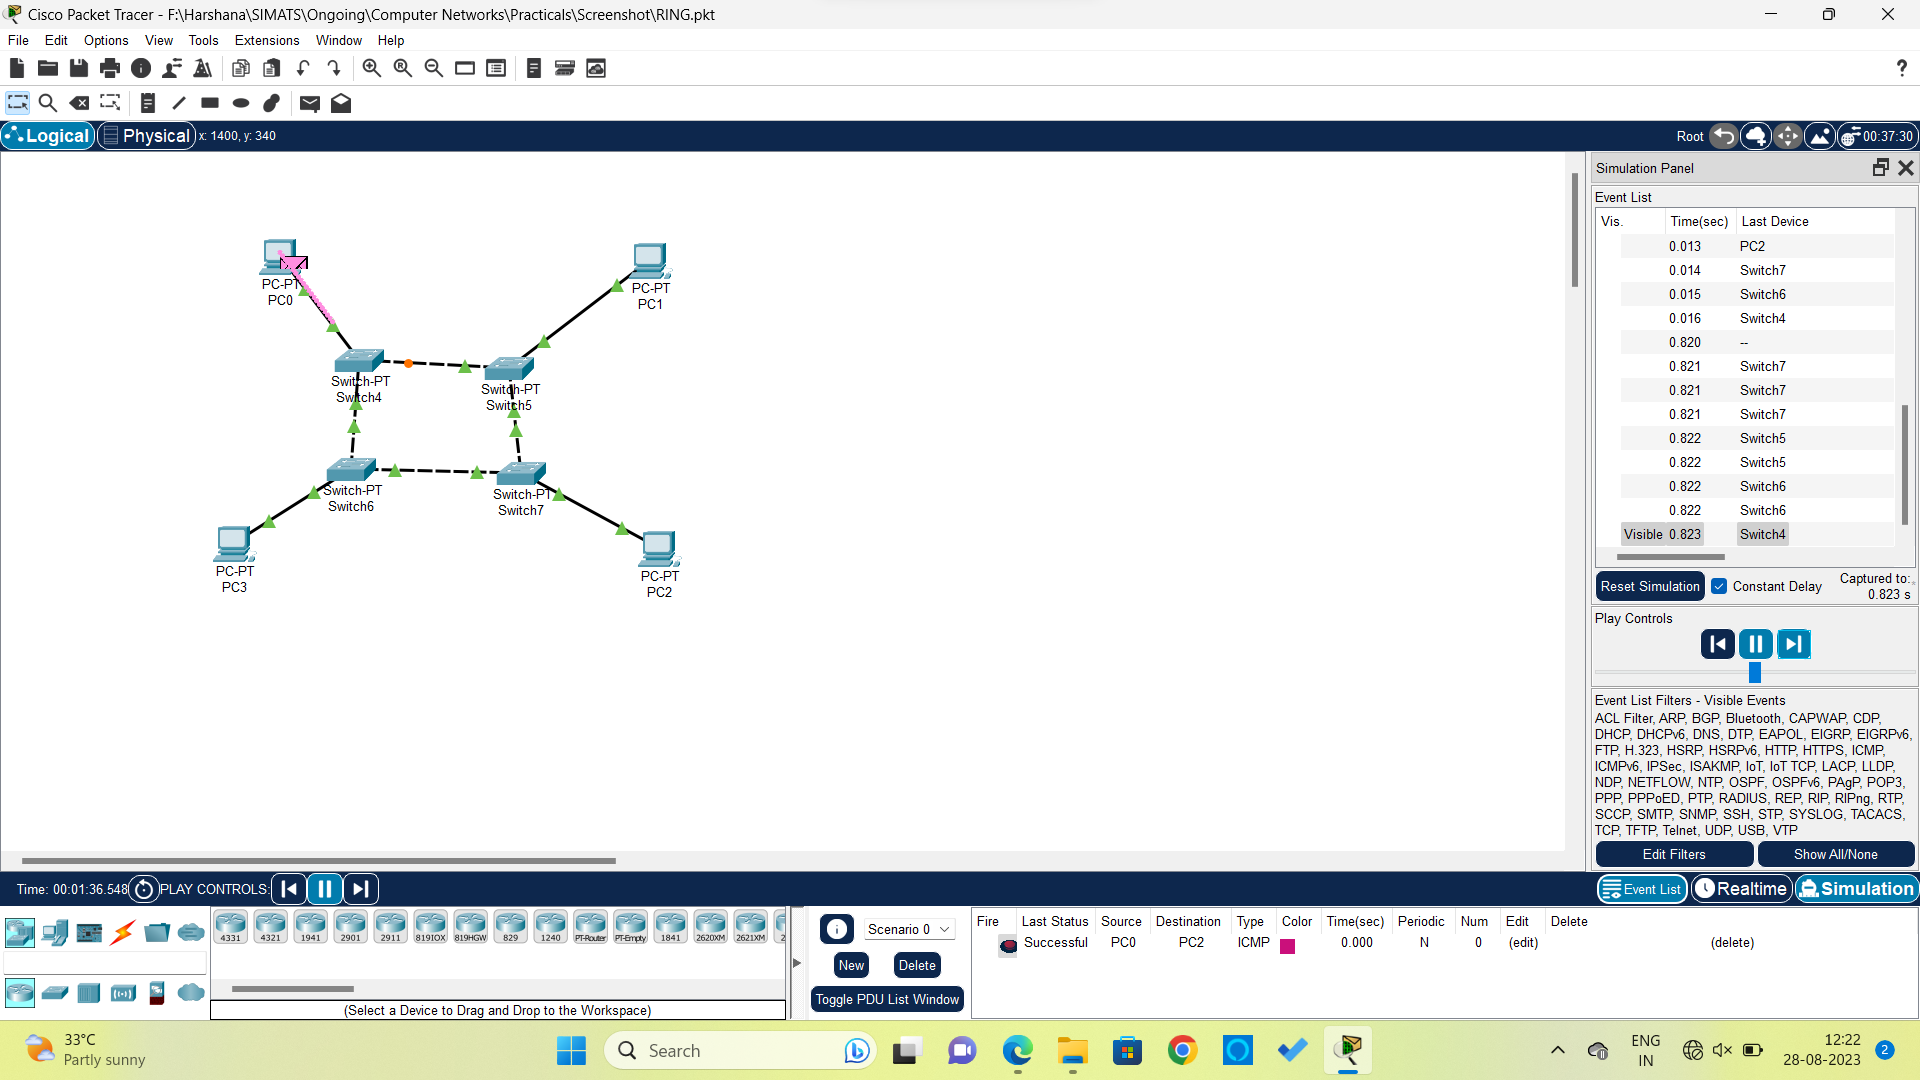 Cisco Packet Tracer - F:\Harshana\SIMATS\Ongoing\Computer Networks\Practicals\Screenshot\RING.pkt
File Edit Options View Tools Extensions Window Help
?
Logical Physical x: 1400, y: 340 Root 00:37:30
PC-PT
PC0
PC-PT
PC1
Switch-PT
Switch4
Switch-PT
Switch5
Switch-PT
Switch6
Switch-PT
Switch7
PC-PT
PC3
PC-PT
PC2
Simulation Panel
Event List
Vis. Time(sec) Last Device
0.013 PC2
0.014 Switch7
0.015 Switch6
0.016 Switch4
0.820 --
0.821 Switch7
0.821 Switch7
0.821 Switch7
0.822 Switch5
0.822 Switch5
0.822 Switch6
0.822 Switch6
Visible 0.823 Switch4
Reset Simulation Constant Delay Captured to:
0.823 s
Play Controls
Event List Filters - Visible Events
ACL Filter, ARP, BGP, Bluetooth, CAPWAP, CDP,
DHCP, DHCPv6, DNS, DTP, EAPOL, EIGRP, EIGRPv6,
FTP, H.323, HSRP, HSRPv6, HTTP, HTTPS, ICMP,
ICMPv6, IPSec, ISAKMP, IoT, IoT TCP, LACP, LLDP,
NDP, NETFLOW, NTP, OSPF, OSPFv6, PAgP, POP3,
PPP, PPPoED, PTP, RADIUS, REP, RIP, RIPng, RTP,
SCCP, SMTP, SNMP, SSH, STP, SYSLOG, TACACS,
TCP, TFTP, Telnet, UDP, USB, VTP
Edit Filters Show All/None
Time: 00:01:36.548 PLAY CONTROLS: Event List Realtime Simulation
4331 4321 1941 2901 2911 819IOX 819HGW 829 1240 PT-Router PT-Empty 1841 2620XM 2621XM 2
(Select a Device to Drag and Drop to the Workspace)
Scenario 0
New Delete
Toggle PDU List Window
Fire Last Status Source Destination Type Color Time(sec) Periodic Num Edit Delete
Successful PC0 PC2 ICMP 0.000 N 0 (edit) (delete)
33°C
Partly sunny
Search
ENG
IN
12:22
28-08-2023
2